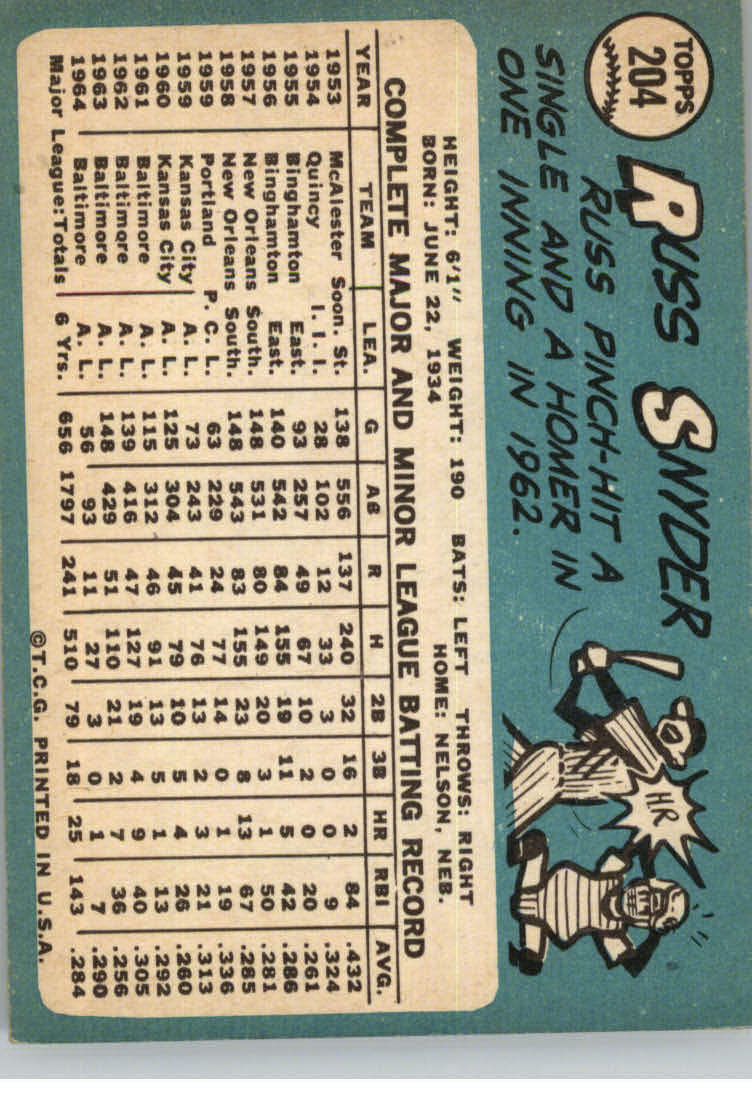 TOPPS
204
RUSS SNYDER
RUSS PINCH-HIT A
SINGLE AND A HOMER IN
ONE INNING IN 1962.
HR
HEIGHT: 6'1" WEIGHT: 190 BATS: LEFT THROWS: RIGHT
BORN: JUNE 22, 1934 HOME: NELSON, NEB.
COMPLETE MAJOR AND MINOR LEAGUE BATTING RECORD
YEAR TEAM LEA. G AB R H 2B 3B HR RBI AVG.
1953 McAlester Soon. St. 138 556 137 240 32 16 2 84 .432
1954 Quincy I. I. I. 28 102 12 33 3 0 0 9 .324
1955 Binghamton East. 93 257 49 67 10 2 0 20 .261
1956 Binghamton East. 140 542 84 155 19 11 5 42 .286
1957 New Orleans South. 148 531 80 149 20 3 1 50 .281
1958 New Orleans South. 148 543 83 155 23 8 13 67 .285
1959 Portland P. C. L. 63 229 24 77 14 0 1 19 .336
1959 Kansas City A. L. 73 243 41 76 13 2 3 21 .313
1960 Kansas City A. L. 125 304 45 79 10 5 4 26 .260
1961 Baltimore A. L. 115 312 46 91 13 5 1 13 .292
1962 Baltimore A. L. 139 416 47 127 19 4 9 40 .305
1963 Baltimore A. L. 148 429 51 110 21 2 7 36 .256
1964 Baltimore A. L. 56 93 11 27 3 0 1 7 .290
Major League: Totals 6 Yrs. 656 1797 241 510 79 18 25 143 .284
©T.C.G. PRINTED IN U.S.A.